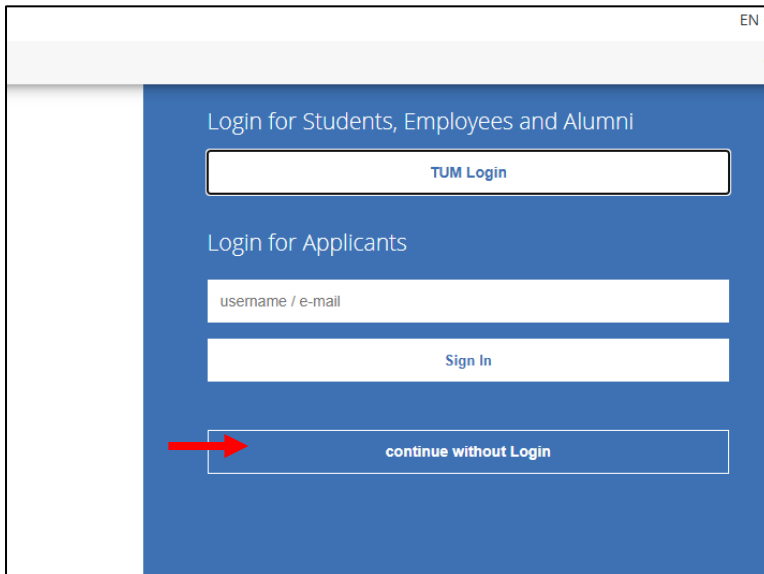 EN
Login for Students, Employees and Alumni
TUM Login
Login for Applicants
username / e-mail
Sign In
continue without Login